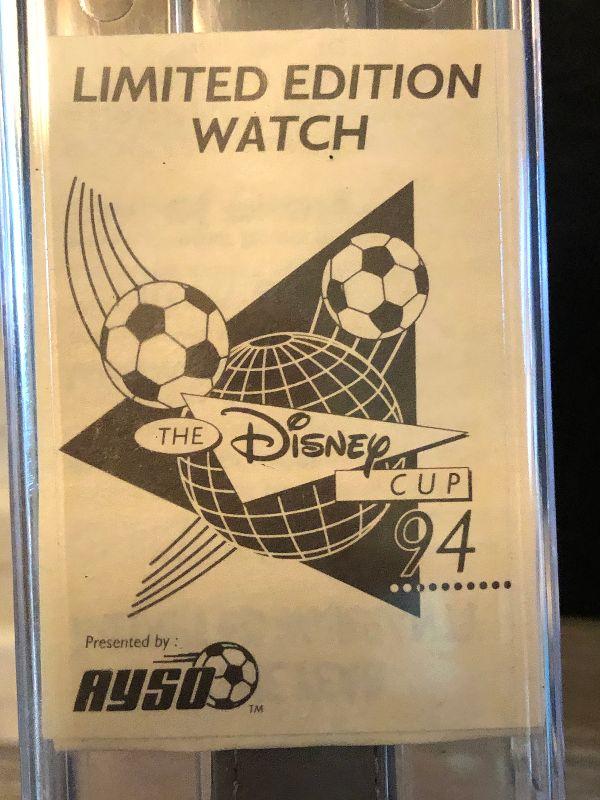 LIMITED EDITION
WATCH
THE DISNEY
CUP
94
Presented by :
AYSO
TM